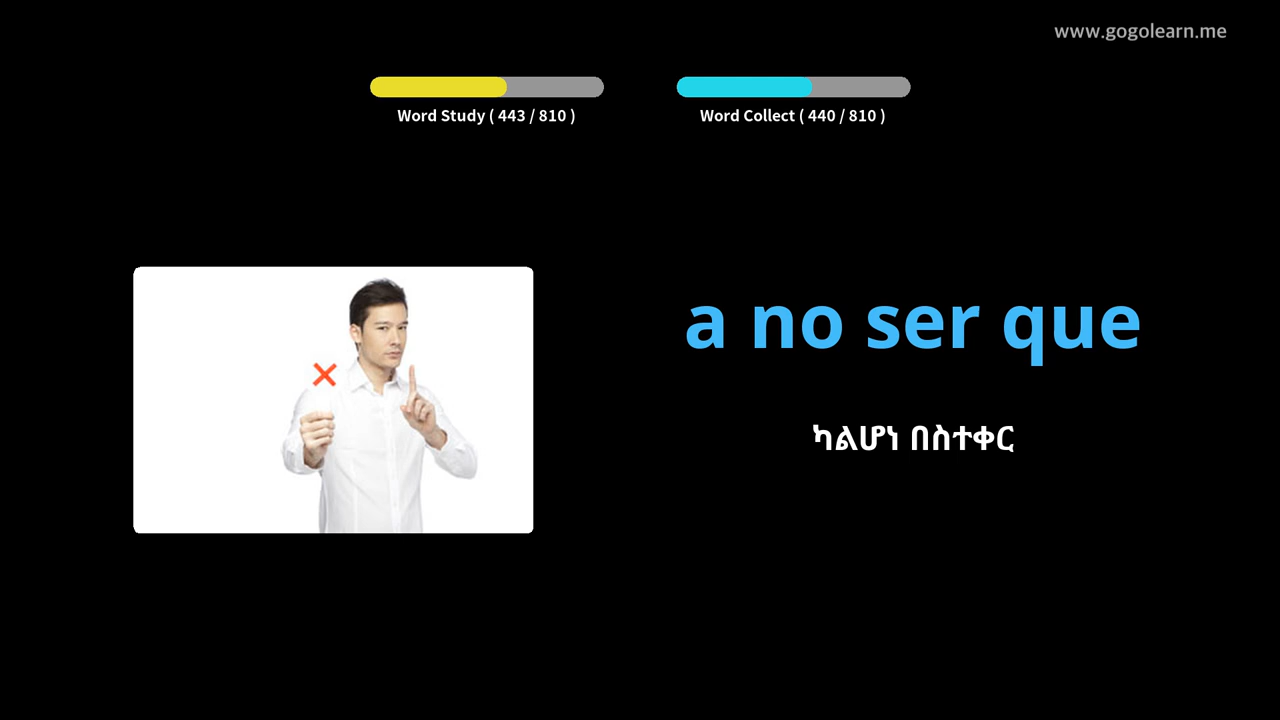 www.gogolearn.me
Word Study ( 443 / 810 )
Word Collect ( 440 / 810 )
a no ser que
ካልሆነ በስተቀር